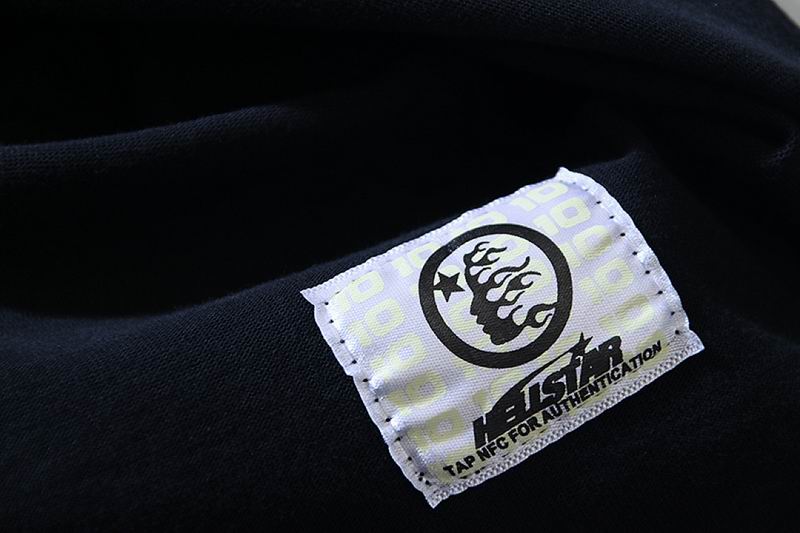 HELLSTAR
TAP NFC FOR AUTHENTICATION